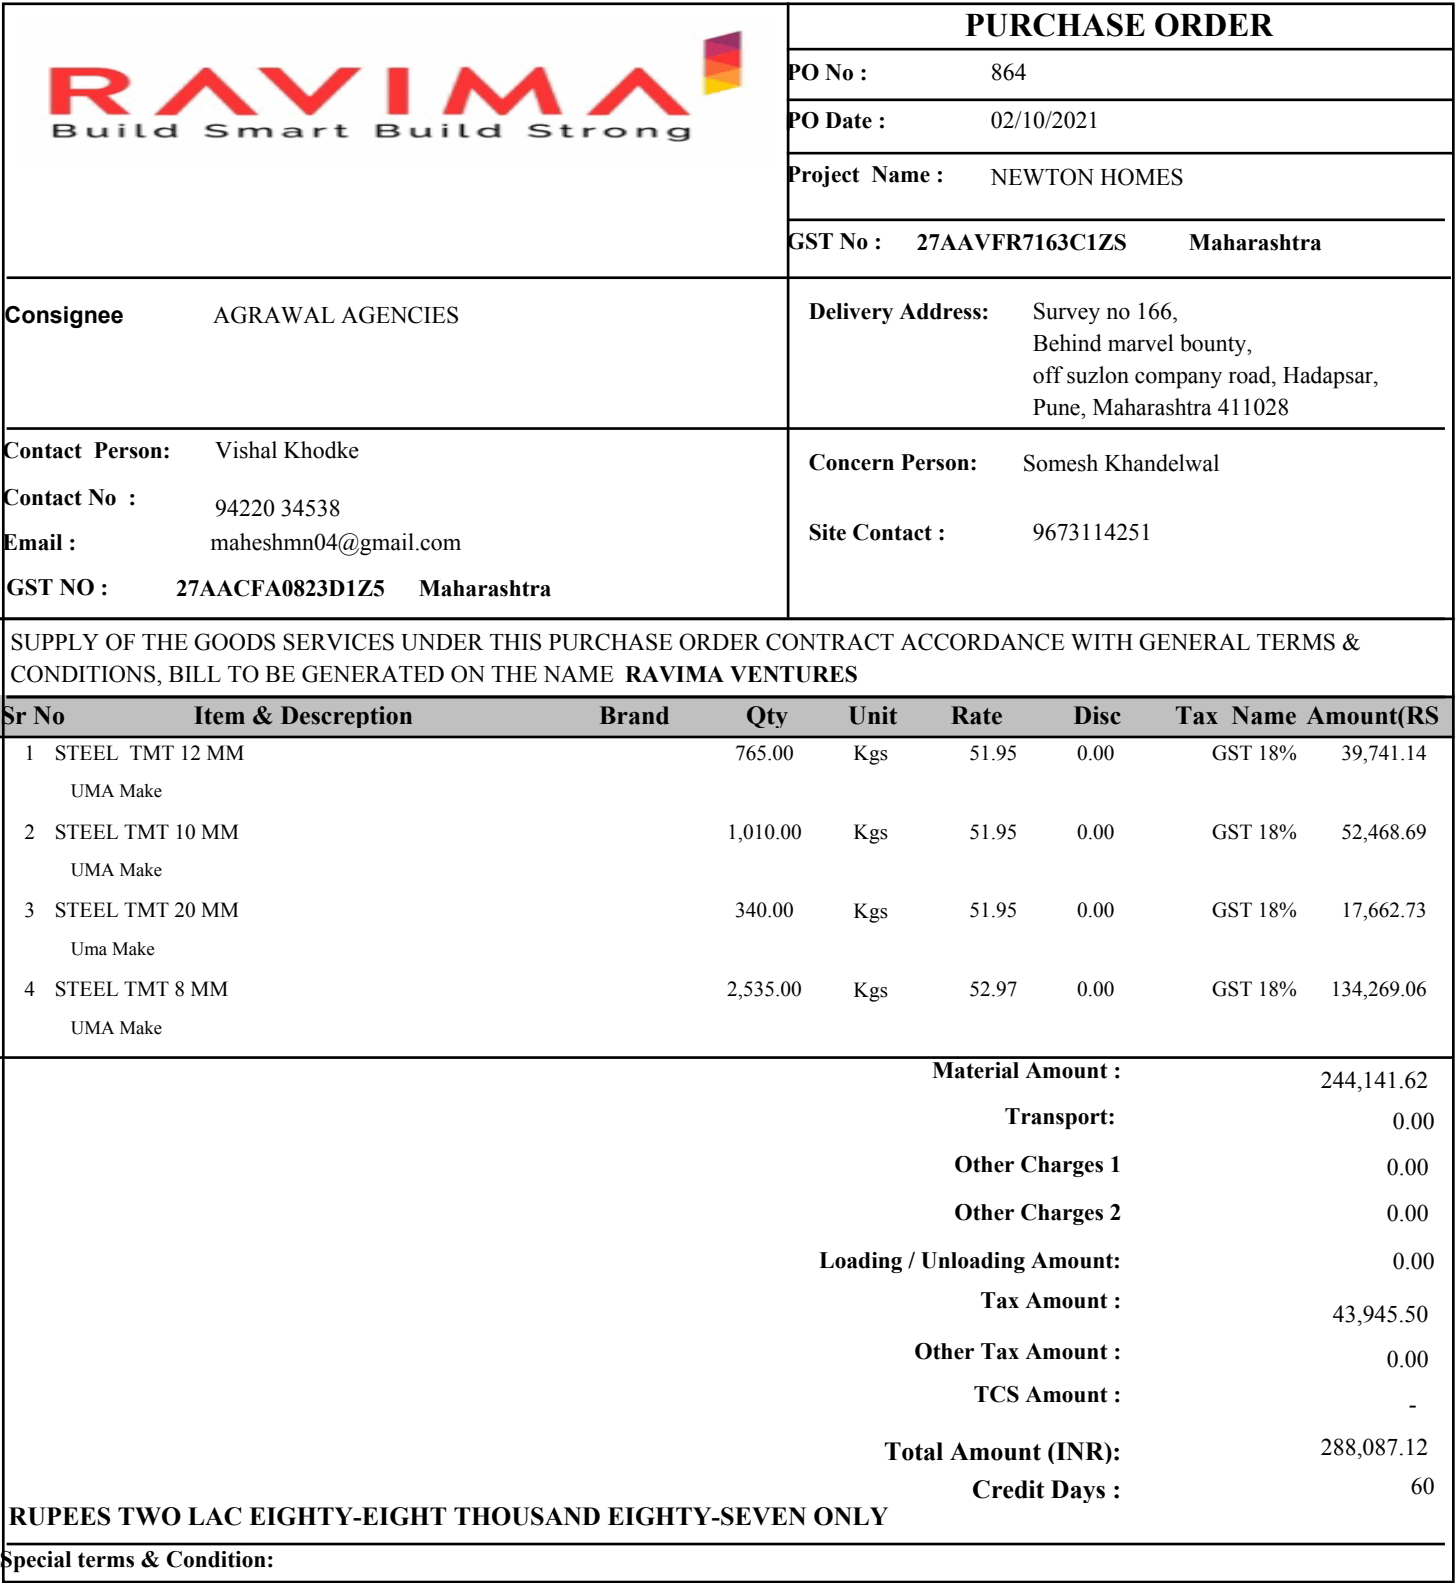 RAVIMA
Build Smart Build Strong
PURCHASE ORDER
PO No : 864
PO Date : 02/10/2021
Project Name : NEWTON HOMES
GST No : 27AAVFR7163C1ZS Maharashtra
Consignee AGRAWAL AGENCIES
Delivery Address: Survey no 166,
Behind marvel bounty,
off suzlon company road, Hadapsar,
Pune, Maharashtra 411028
Contact Person: Vishal Khodke
Contact No : 94220 34538
Email : maheshmn04@gmail.com
GST NO : 27AACFA0823D1Z5 Maharashtra
Concern Person: Somesh Khandelwal
Site Contact : 9673114251
SUPPLY OF THE GOODS SERVICES UNDER THIS PURCHASE ORDER CONTRACT ACCORDANCE WITH GENERAL TERMS &
CONDITIONS, BILL TO BE GENERATED ON THE NAME RAVIMA VENTURES
Sr No Item & Descreption Brand Qty Unit Rate Disc Tax Name Amount(RS
1 STEEL TMT 12 MM 765.00 Kgs 51.95 0.00 GST 18% 39,741.14
UMA Make
2 STEEL TMT 10 MM 1,010.00 Kgs 51.95 0.00 GST 18% 52,468.69
UMA Make
3 STEEL TMT 20 MM 340.00 Kgs 51.95 0.00 GST 18% 17,662.73
Uma Make
4 STEEL TMT 8 MM 2,535.00 Kgs 52.97 0.00 GST 18% 134,269.06
UMA Make
Material Amount : 244,141.62
Transport: 0.00
Other Charges 1 0.00
Other Charges 2 0.00
Loading / Unloading Amount: 0.00
Tax Amount : 43,945.50
Other Tax Amount : 0.00
TCS Amount : -
Total Amount (INR): 288,087.12
Credit Days : 60
RUPEES TWO LAC EIGHTY-EIGHT THOUSAND EIGHTY-SEVEN ONLY
Special terms & Condition: